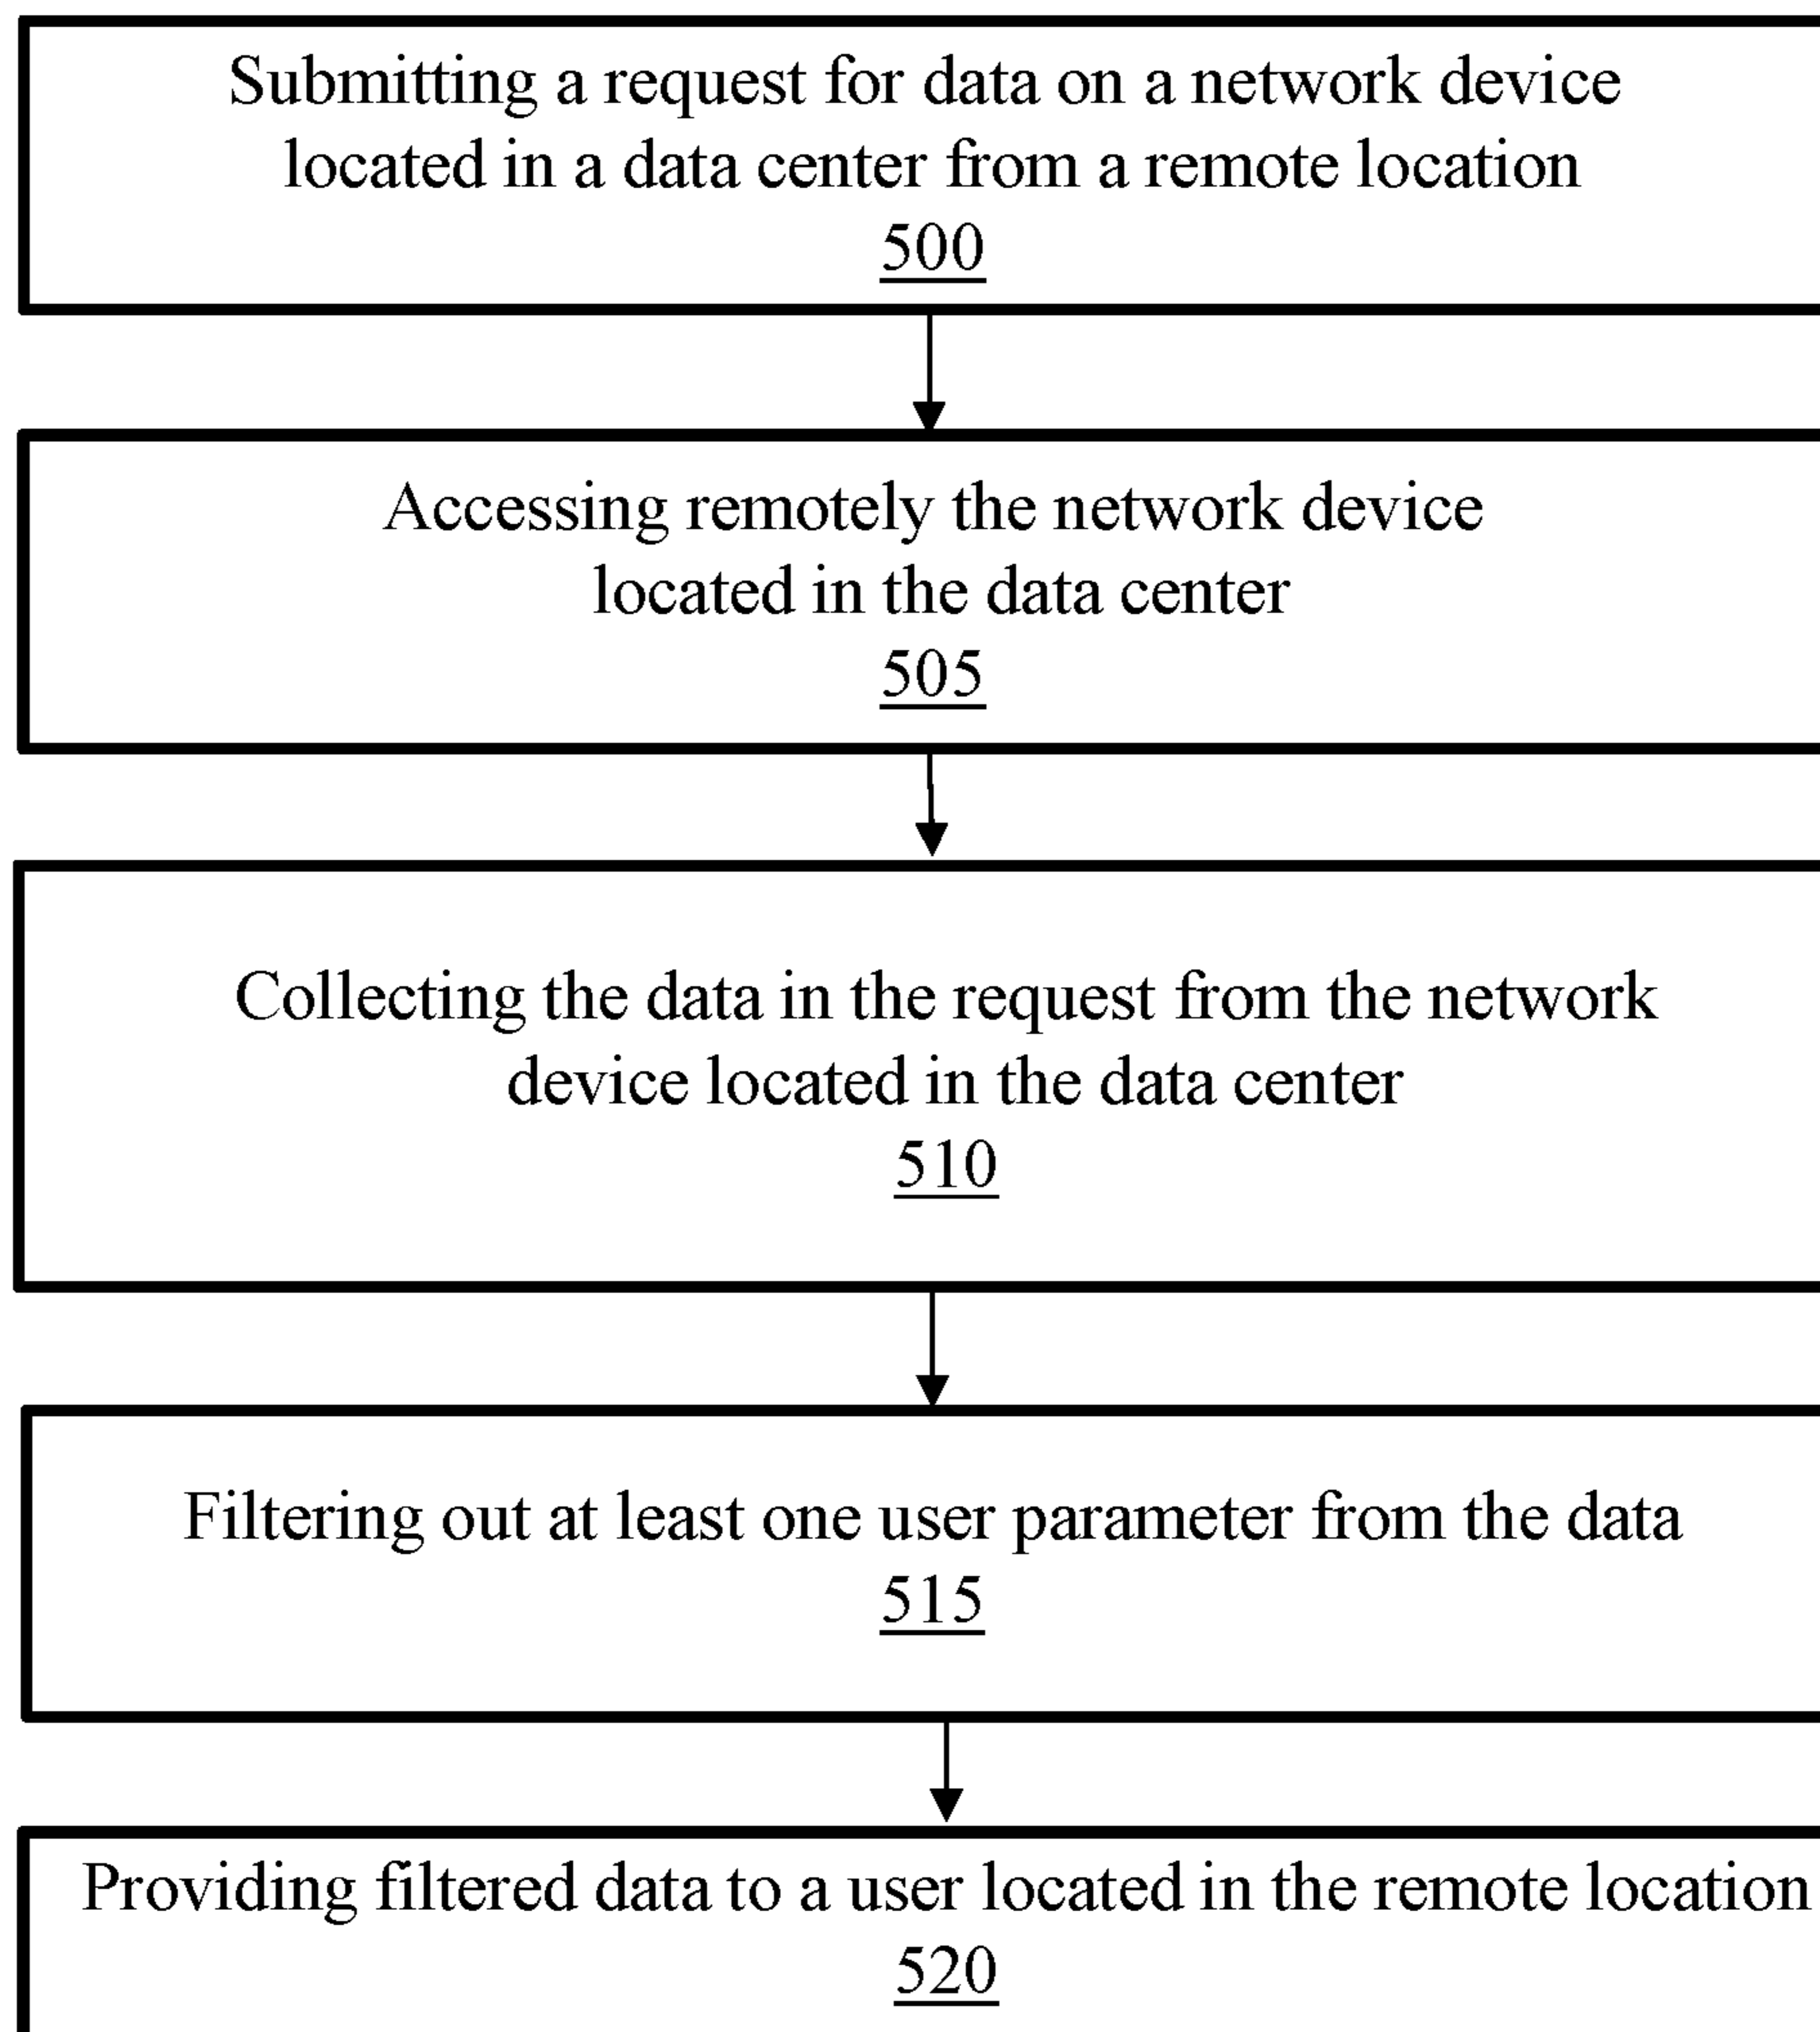 Submitting a request for data on a network device
located in a data center from a remote location
500
Accessing remotely the network device
located in the data center
505
Collecting the data in the request from the network
device located in the data center
510
Filtering out at least one user parameter from the data
515
Providing filtered data to a user located in the remote location
520